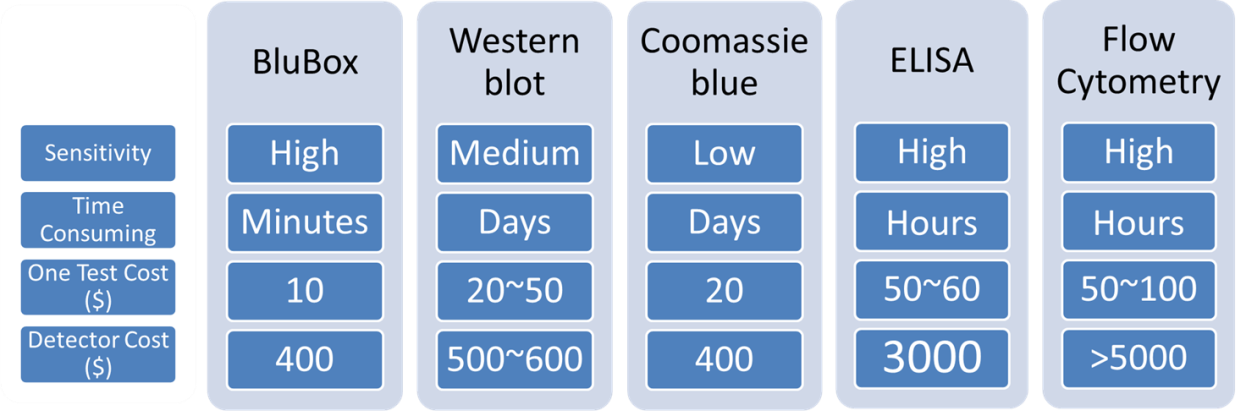 BluBox
Western
blot
Coomassie
blue
ELISA
Flow
Cytometry
Sensitivity
High
Medium
Low
High
High
Time
Consuming
Minutes
Days
Days
Hours
Hours
One Test Cost
($)
10
20~50
20
50~60
50~100
Detector Cost
($)
400
500~600
400
3000
>5000